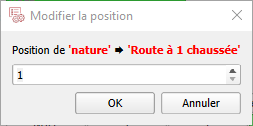 Modifier la position
Position de 'nature' ➡ 'Route à 1 chaussée'
1
OK Annuler